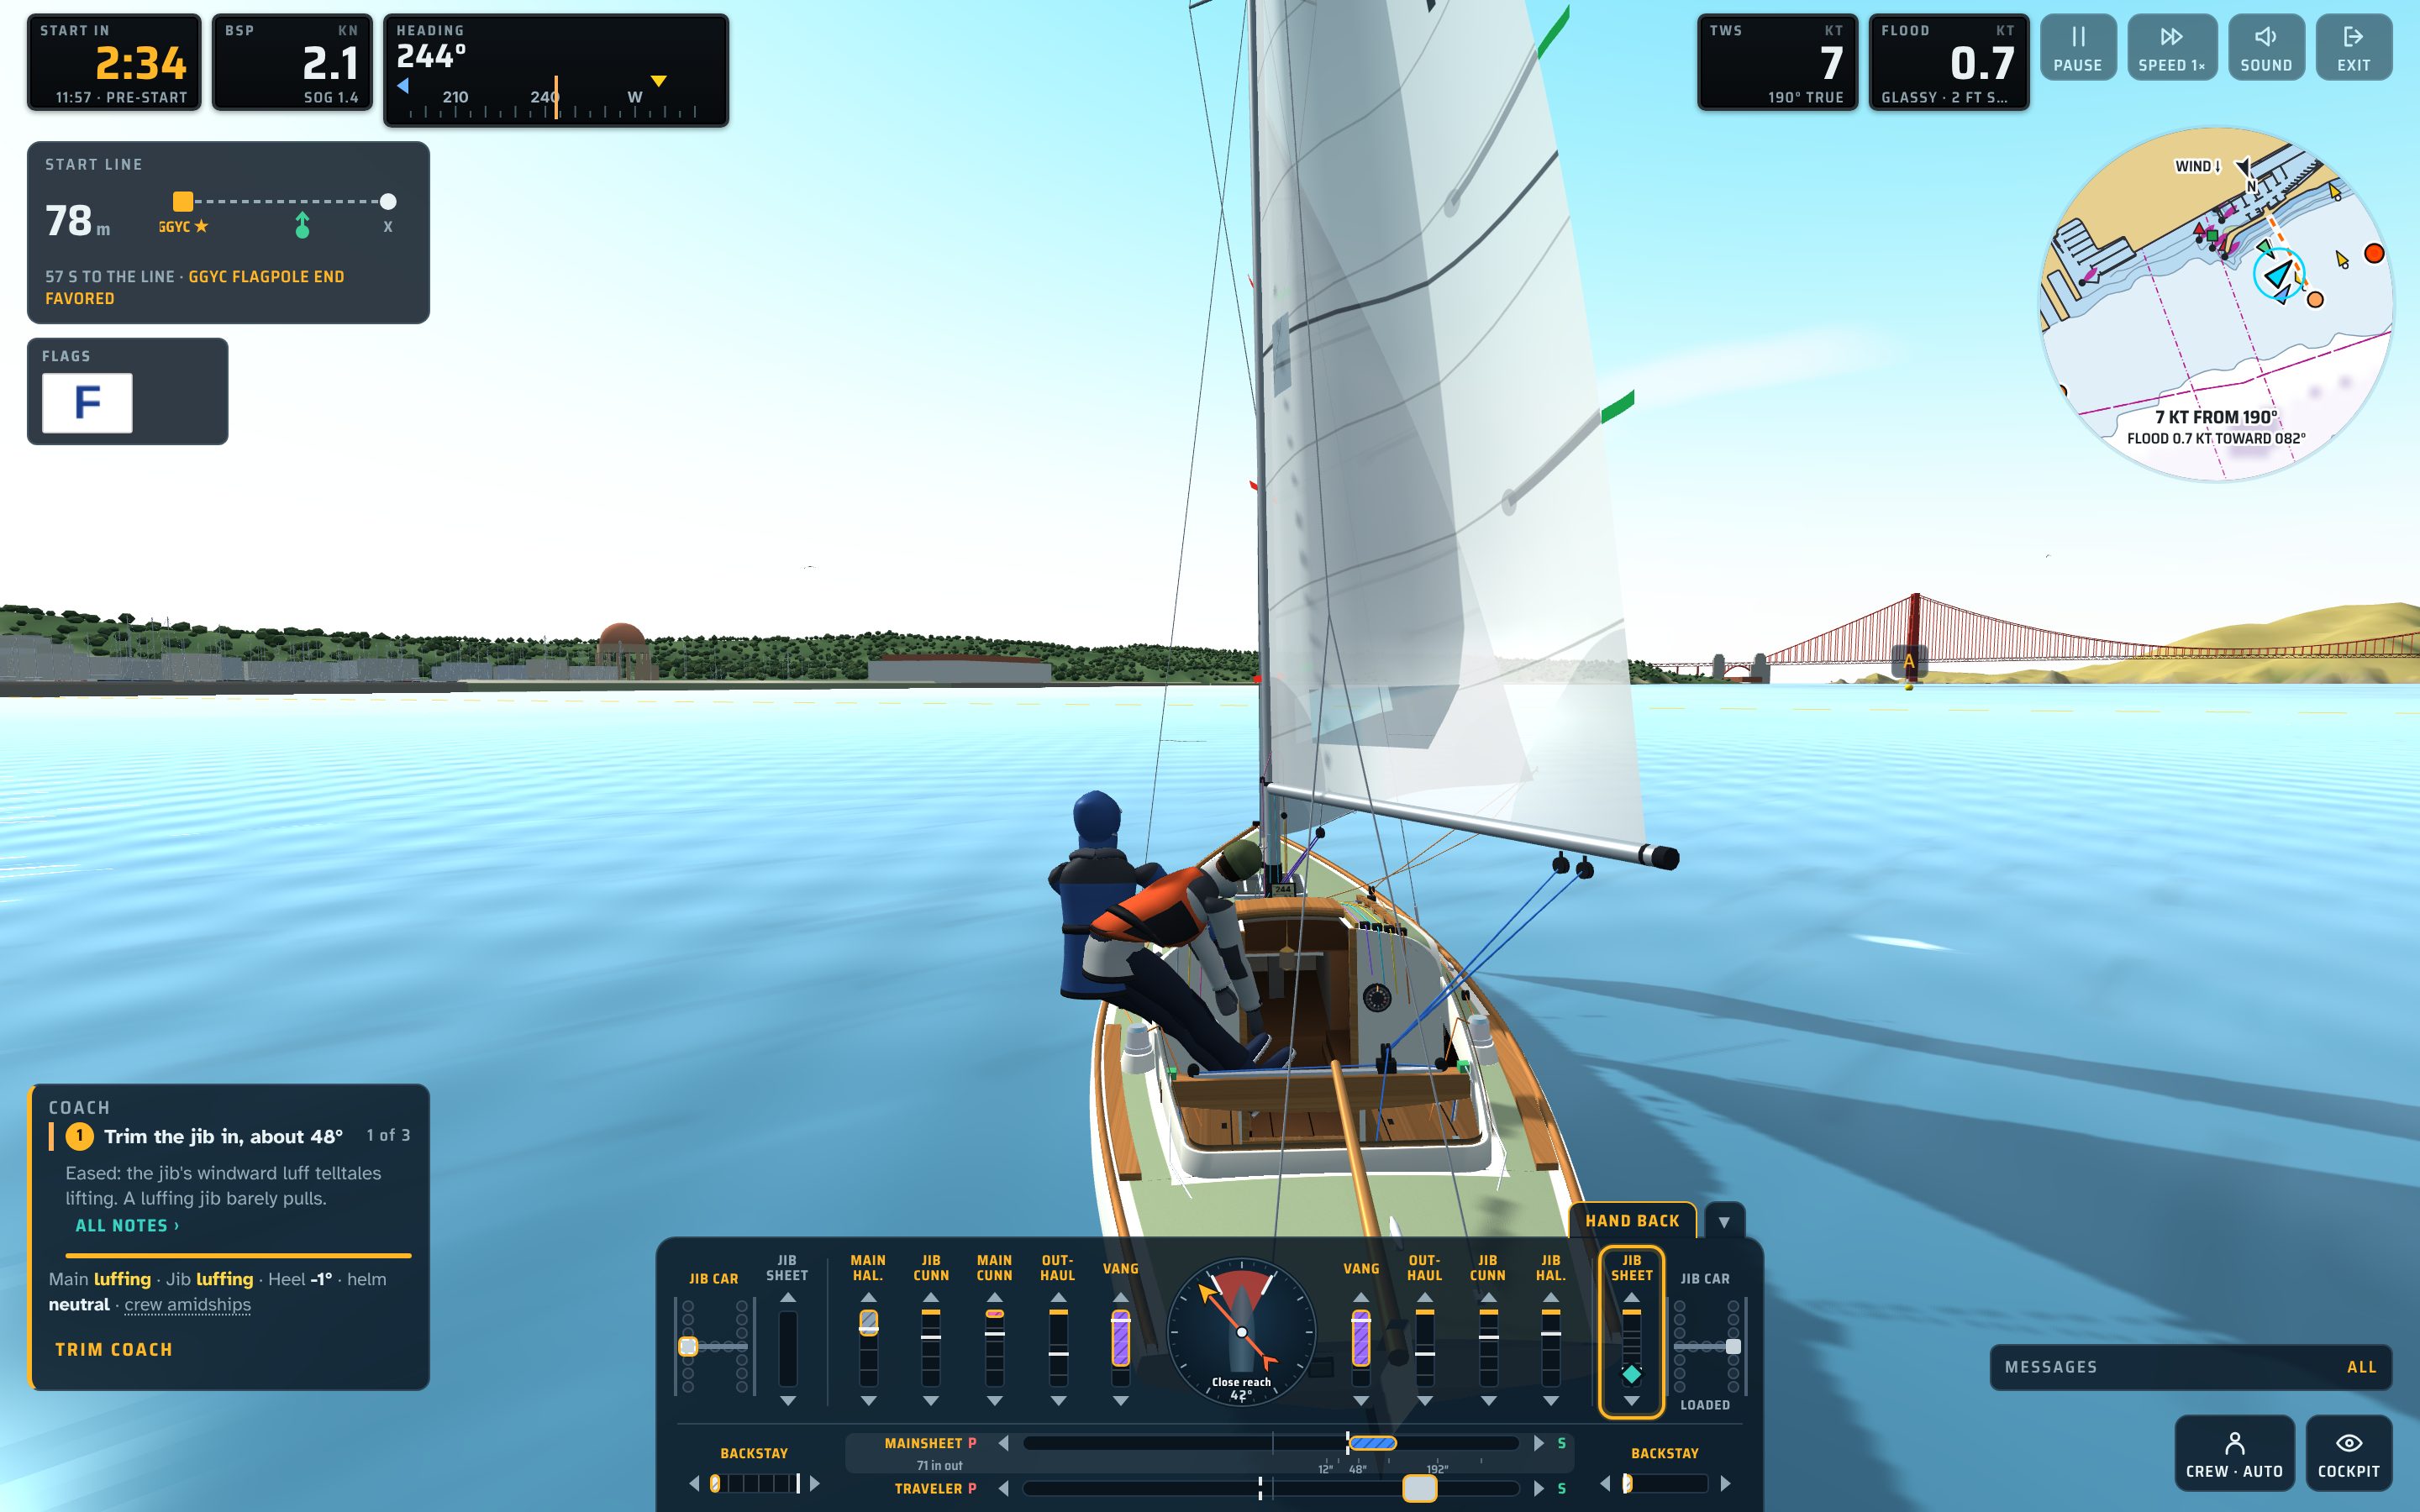 START IN
2:34
11:57 · PRE-START
BSP KN
2.1
SOG 1.4
HEADING
244°
210 240 W
TWS KT
7
190° TRUE
FLOOD KT
0.7
GLASSY · 2 FT S...
PAUSE
SPEED 1×
SOUND
EXIT
START LINE
78 m
GGYC ★ X
57 S TO THE LINE · GGYC FLAGPOLE END
FAVORED
FLAGS
F
WIND ↓
N
7 KT FROM 190°
FLOOD 0.7 KT TOWARD 082°
A
244
COACH
1 Trim the jib in, about 48° 1 of 3
Eased: the jib's windward luff telltales
lifting. A luffing jib barely pulls.
ALL NOTES ›
Main luffing · Jib luffing · Heel -1° · helm
neutral · crew amidships
TRIM COACH
HAND BACK ▼
JIB CAR
JIB SHEET
MAIN HAL.
JIB CUNN
MAIN CUNN
OUT-HAUL
VANG
Close reach
42°
VANG
OUT-HAUL
JIB CUNN
JIB HAL.
JIB SHEET
JIB CAR
LOADED
BACKSTAY
MAINSHEET P S
71 in out
12" 48" 192"
TRAVELER P S
BACKSTAY
MESSAGES ALL
CREW · AUTO
COCKPIT